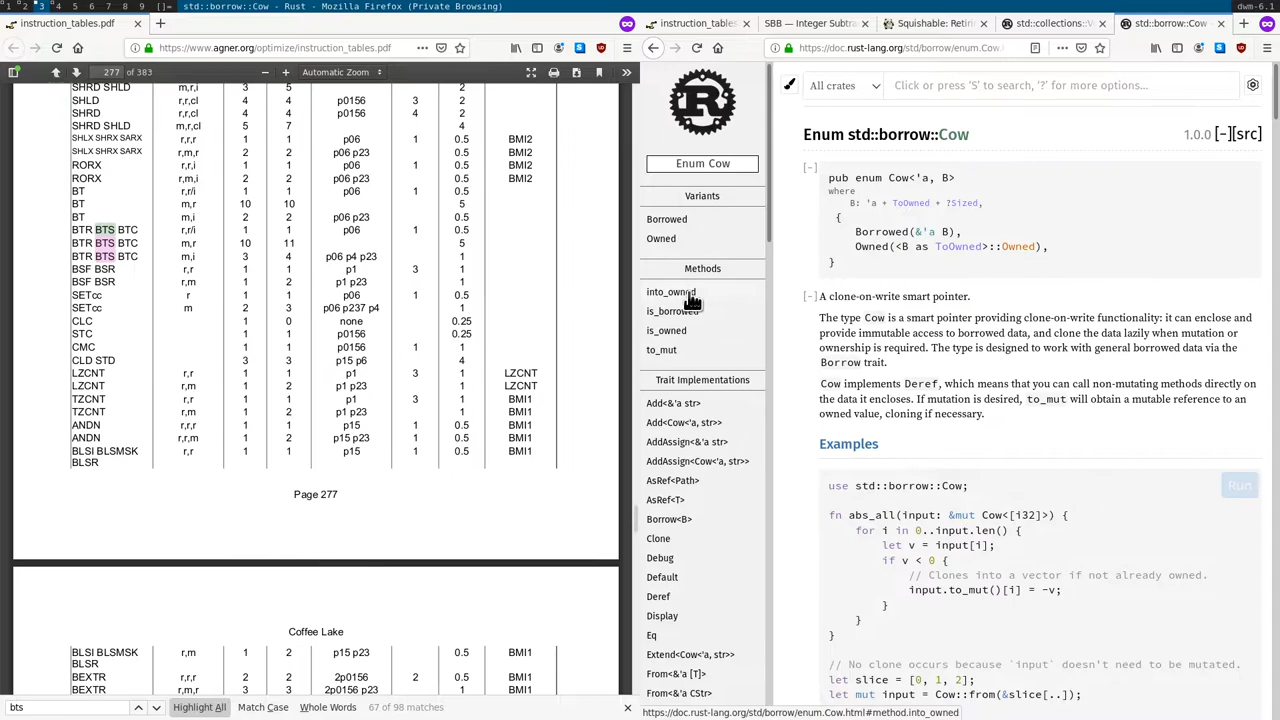 1 2 3 4 5 6 7 8 9 []= std::borrow::Cow - Rust - Mozilla Firefox (Private Browsing) dwm-6.1
instruction_tables.pdf
https://www.agner.org/optimize/instruction_tables.pdf
277 of 383 Automatic Zoom
SHRD SHLD m,r,i 3 5 2
SHLD r,r,cl 4 4 p0156 3 2
SHRD r,r,cl 4 4 p0156 4 2
SHRD SHLD m,r,cl 5 7 4
SHLX SHRX SARX r,r,r 1 1 p06 1 0.5 BMI2
SHLX SHRX SARX r,m,r 2 2 p06 p23 0.5 BMI2
RORX r,r,i 1 1 p06 1 0.5 BMI2
RORX r,m,i 2 2 p06 p23 0.5 BMI2
BT r,r/i 1 1 p06 1 0.5
BT m,r 10 10 5
BT m,i 2 2 p06 p23 0.5
BTR BTS BTC r,r/i 1 1 p06 1 0.5
BTR BTS BTC m,r 10 11 5
BTR BTS BTC m,i 3 4 p06 p4 p23 1
BSF BSR r,r 1 1 p1 3 1
BSF BSR r,m 1 2 p1 p23 1
SETcc r 1 1 p06 1 0.5
SETcc m 2 3 p06 p237 p4 1
CLC 1 0 none 0.25
STC 1 1 p0156 0.25
CMC 1 1 p0156 1 1
CLD STD 3 3 p15 p6 4
LZCNT r,r 1 1 p1 3 1 LZCNT
LZCNT r,m 1 2 p1 p23 1 LZCNT
TZCNT r,r 1 1 p1 3 1 BMI1
TZCNT r,m 1 2 p1 p23 1 BMI1
ANDN r,r,r 1 1 p15 1 0.5 BMI1
ANDN r,r,m 1 2 p15 p23 1 0.5 BMI1
BLSI BLSMSK r,r 1 1 p15 1 0.5 BMI1
BLSR
Page 277
Coffee Lake
BLSI BLSMSK r,m 1 2 p15 p23 0.5 BMI1
BLSR
BEXTR r,r,r 2 2 2p0156 2 0.5 BMI1
BEXTR r,m,r 3 3 2p0156 p23 1 BMI1
bts Highlight All Match Case Whole Words 67 of 98 matches
instruction_tables.pdf SBB — Integer Subtra Squishable: Retiri std::collections::V std::borrow::Cow -
https://doc.rust-lang.org/std/borrow/enum.Cow.
Enum Cow
Variants
Borrowed
Owned
Methods
into_owned
is_borrowed
is_owned
to_mut
Trait Implementations
Add<&'a str>
Add<Cow<'a, str>>
AddAssign<&'a str>
AddAssign<Cow<'a, str>>
AsRef<Path>
AsRef<T>
Borrow<B>
Clone
Debug
Default
Deref
Display
Eq
Extend<Cow<'a, str>>
From<&'a [T]>
From<&'a CStr>
All crates Click or press 'S' to search, '?' for more options...
Enum std::borrow::Cow 1.0.0 [-][src]
[-]
pub enum Cow<'a, B>
where
B: 'a + ToOwned + ?Sized,
{
Borrowed(&'a B),
Owned(<B as ToOwned>::Owned),
}
[-] A clone-on-write smart pointer.
The type Cow is a smart pointer providing clone-on-write functionality: it can enclose and
provide immutable access to borrowed data, and clone the data lazily when mutation or
ownership is required. The type is designed to work with general borrowed data via the
Borrow trait.
Cow implements Deref, which means that you can call non-mutating methods directly on
the data it encloses. If mutation is desired, to_mut will obtain a mutable reference to an
owned value, cloning if necessary.
Examples
Run
use std::borrow::Cow;
fn abs_all(input: &mut Cow<[i32]>) {
for i in 0..input.len() {
let v = input[i];
if v < 0 {
// Clones into a vector if not already owned.
input.to_mut()[i] = -v;
}
}
}
// No clone occurs because `input` doesn't need to be mutated.
let slice = [0, 1, 2];
let mut input = Cow::from(&slice[..]);
https://doc.rust-lang.org/std/borrow/enum.Cow.html#method.into_owned